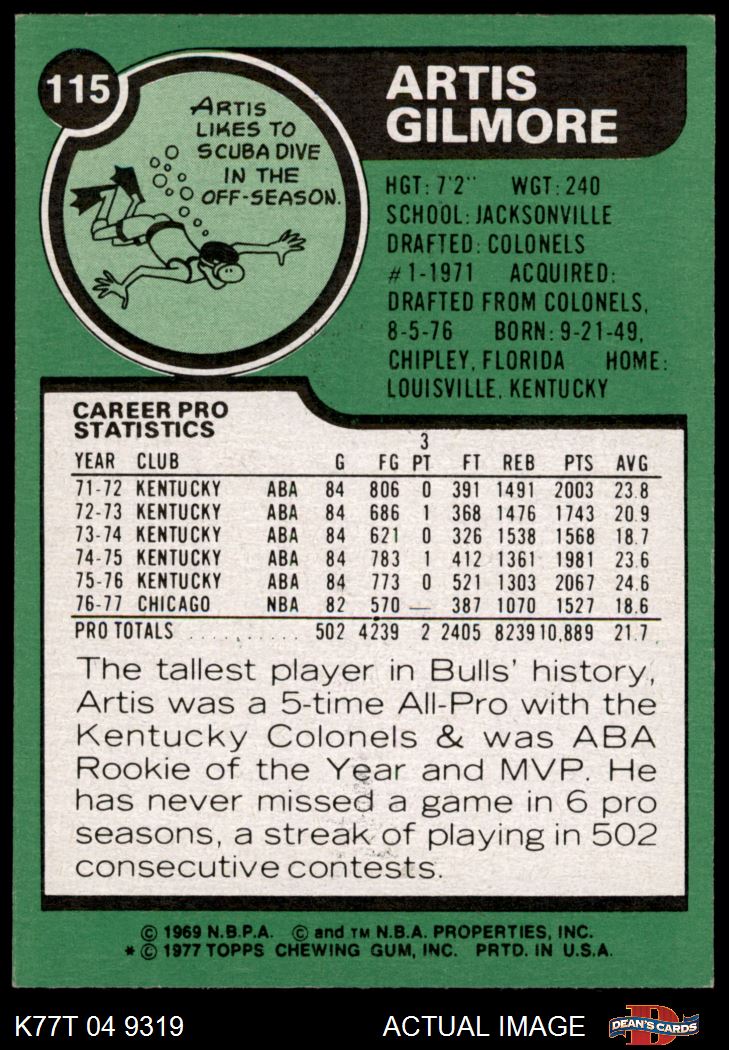 115
ARTIS
LIKES TO
SCUBA DIVE
IN THE
OFF-SEASON.
ARTIS
GILMORE
HGT: 7'2" WGT: 240
SCHOOL: JACKSONVILLE
DRAFTED: COLONELS
#1-1971 ACQUIRED:
DRAFTED FROM COLONELS,
8-5-76 BORN: 9-21-49,
CHIPLEY, FLORIDA HOME:
LOUISVILLE, KENTUCKY
CAREER PRO
STATISTICS
YEAR CLUB G FG 3 PT FT REB PTS AVG
71-72 KENTUCKY ABA 84 806 0 391 1491 2003 23.8
72-73 KENTUCKY ABA 84 686 1 368 1476 1743 20.9
73-74 KENTUCKY ABA 84 621 0 326 1538 1568 18.7
74-75 KENTUCKY ABA 84 783 1 412 1361 1981 23.6
75-76 KENTUCKY ABA 84 773 0 521 1303 2067 24.6
76-77 CHICAGO NBA 82 570 — 387 1070 1527 18.6
PRO TOTALS .......... 502 4239 2 2405 8239 10,889 21.7
The tallest player in Bulls' history,
Artis was a 5-time All-Pro with the
Kentucky Colonels & was ABA
Rookie of the Year and MVP. He
has never missed a game in 6 pro
seasons, a streak of playing in 502
consecutive contests.
© 1969 N.B.P.A. © and TM N.B.A. PROPERTIES, INC.
* © 1977 TOPPS CHEWING GUM, INC. PRTD. IN U.S.A.
K77T 04 9319 ACTUAL IMAGE
D
DEAN'S CARDS